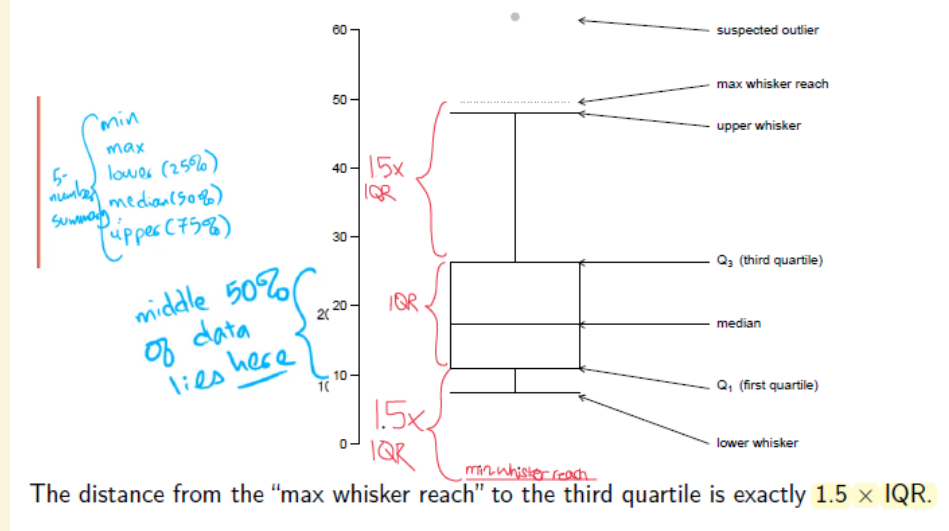 60
suspected outlier
max whisker reach
50
upper whisker
min
max
lower (25%)
5-
number
summary
median (50%)
upper (75%)
40
1.5x
IQR
30
Q₃ (third quartile)
middle 50%
of data
lies here
2( 20
IQR
median
1( 10
Q₁ (first quartile)
1.5x
IQR
0
lower whisker
min whisker reach
The distance from the “max whisker reach” to the third quartile is exactly 1.5 × IQR.